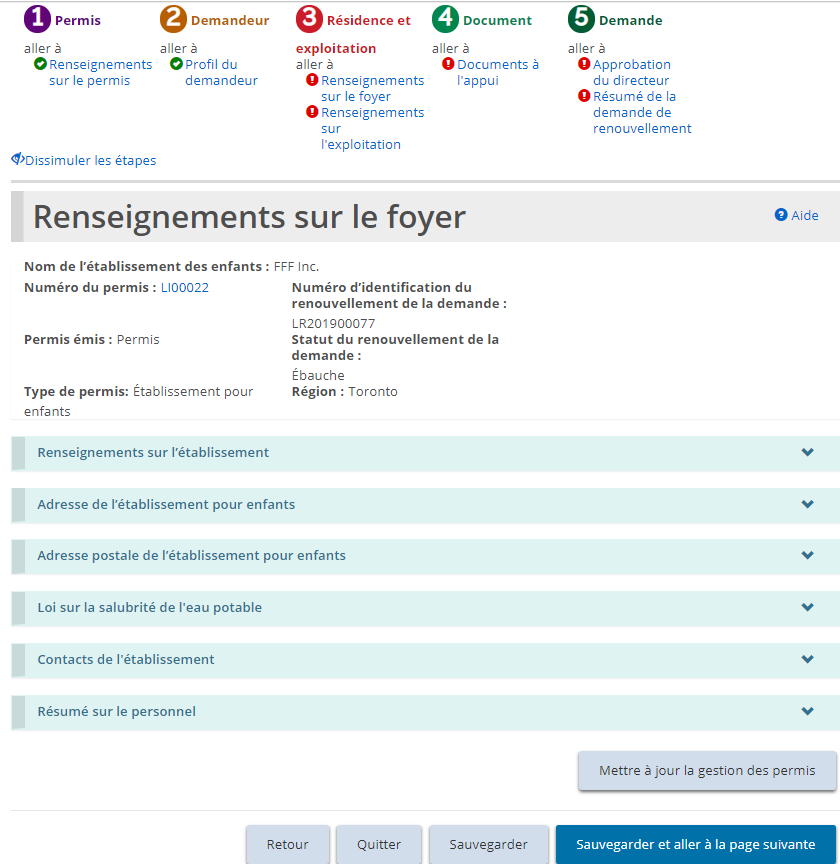 1 Permis
aller à
Renseignements
sur le permis
2 Demandeur
aller à
Profil du
demandeur
3 Résidence et
exploitation
aller à
Renseignements
sur le foyer
Renseignements
sur
l'exploitation
4 Document
aller à
Documents à
l'appui
5 Demande
aller à
Approbation
du directeur
Résumé de la
demande de
renouvellement
Dissimuler les étapes
Renseignements sur le foyer
Aide
Nom de l’établissement des enfants : FFF Inc.
Numéro du permis : LI00022
Numéro d’identification du
renouvellement de la demande :
LR201900077
Permis émis : Permis
Statut du renouvellement de la
demande :
Ébauche
Type de permis: Établissement pour
enfants
Région : Toronto
Renseignements sur l’établissement
Adresse de l’établissement pour enfants
Adresse postale de l’établissement pour enfants
Loi sur la salubrité de l'eau potable
Contacts de l'établissement
Résumé sur le personnel
Mettre à jour la gestion des permis
Retour
Quitter
Sauvegarder
Sauvegarder et aller à la page suivante